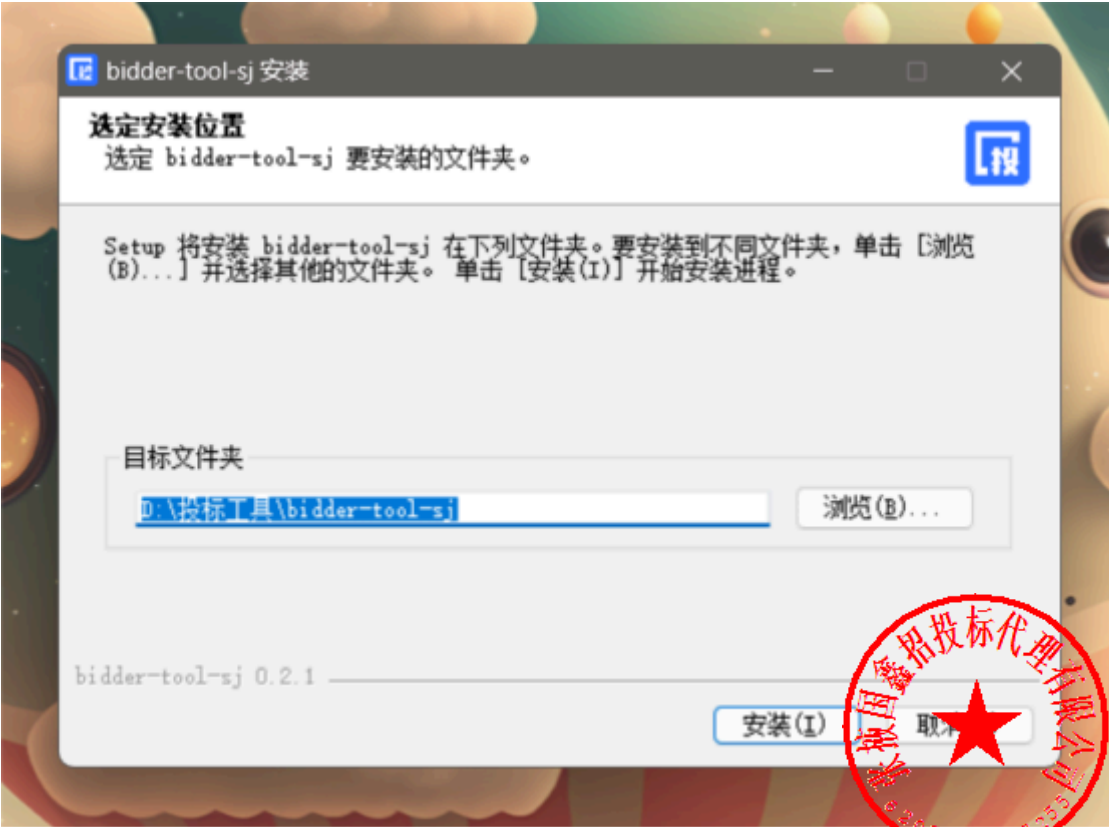 bidder-tool-sj 安装
选定安装位置
选定 bidder-tool-sj 要安装的文件夹。
投
Setup 将安装 bidder-tool-sj 在下列文件夹。要安装到不同文件夹，单击 [浏览
(B)...] 并选择其他的文件夹。 单击 [安装(I)] 开始安装进程。
目标文件夹
D:\投标工具\bidder-tool-sj
浏览(B)...
bidder-tool-sj 0.2.1
安装(I)
取消
国鑫招投标代理有限公司